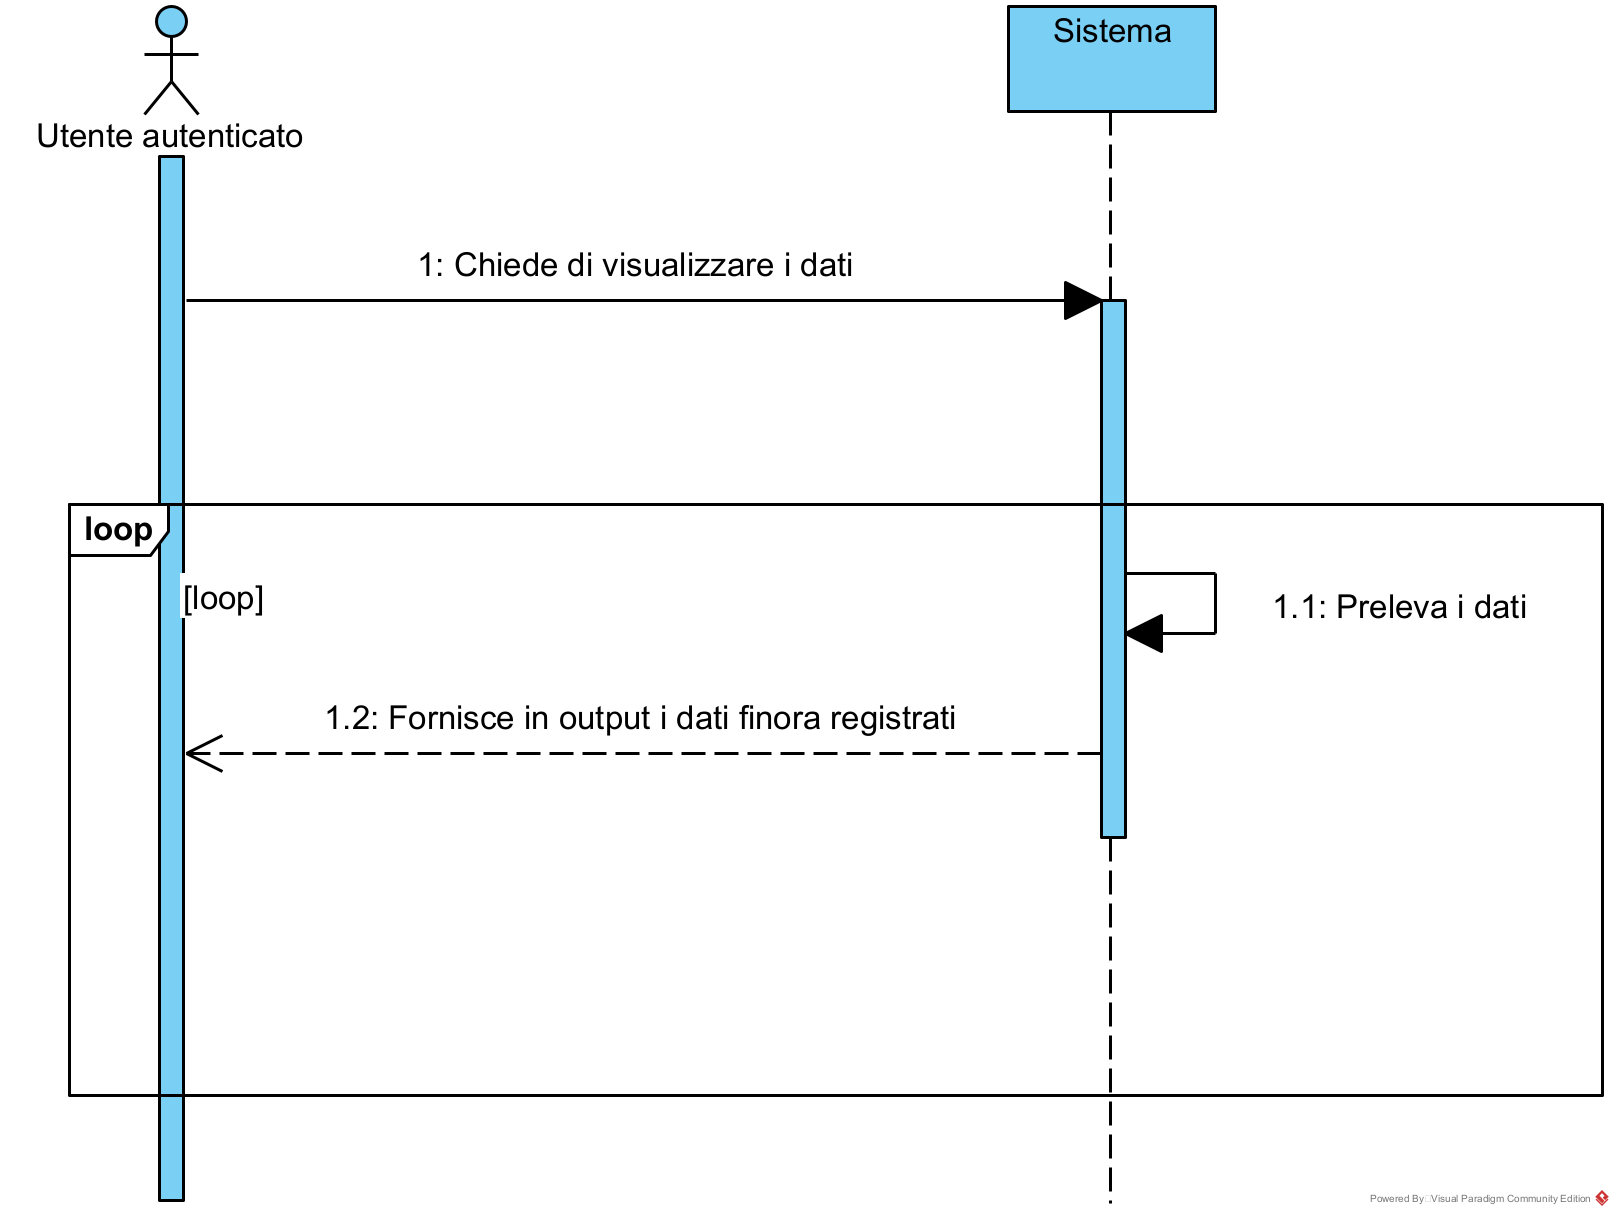 Sistema
Utente autenticato
1: Chiede di visualizzare i dati
loop
[loop]
1.1: Preleva i dati
1.2: Fornisce in output i dati finora registrati
Powered By Visual Paradigm Community Edition